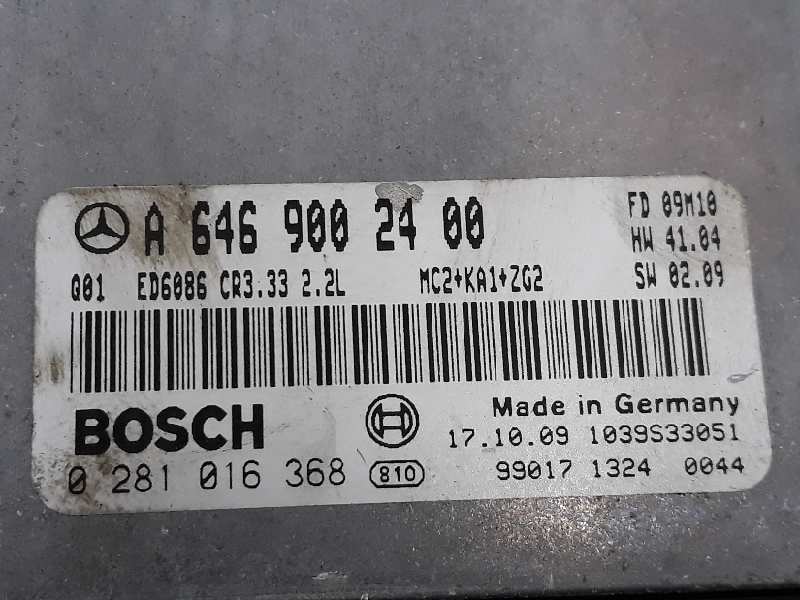 A 646 900 24 00
FD 09M10
HW 41.04
Q01 ED6086 CR3.33 2.2L MC2+KA1+ZG2
SW 02.09
BOSCH
Made in Germany
17.10.09 1039S33051
0 281 016 368 810
99017 1324 0044